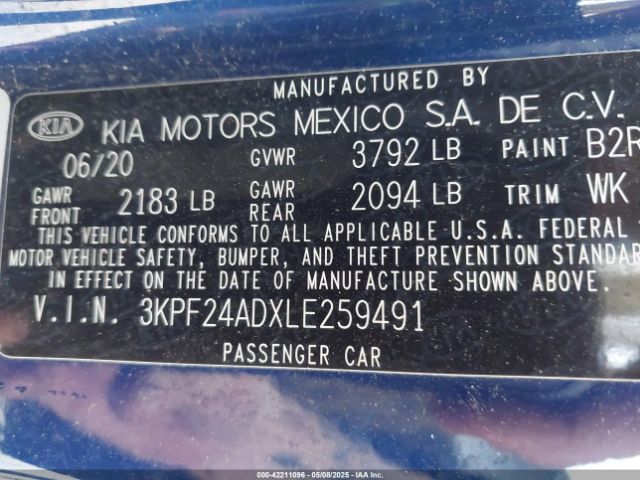 MANUFACTURED BY
KIA KIA MOTORS MEXICO S.A. DE C.V.
06/20 GVWR 3792 LB PAINT B2R
GAWR FRONT 2183 LB GAWR REAR 2094 LB TRIM WK
THIS VEHICLE CONFORMS TO ALL APPLICABLE U.S.A. FEDERAL
MOTOR VEHICLE SAFETY, BUMPER, AND THEFT PREVENTION STANDAR
IN EFFECT ON THE DATE OF MANUFACTURE SHOWN ABOVE.
V.I.N. 3KPF24ADXLE259491
PASSENGER CAR
000-42211096 - 05/08/2025 - IAAI.COM